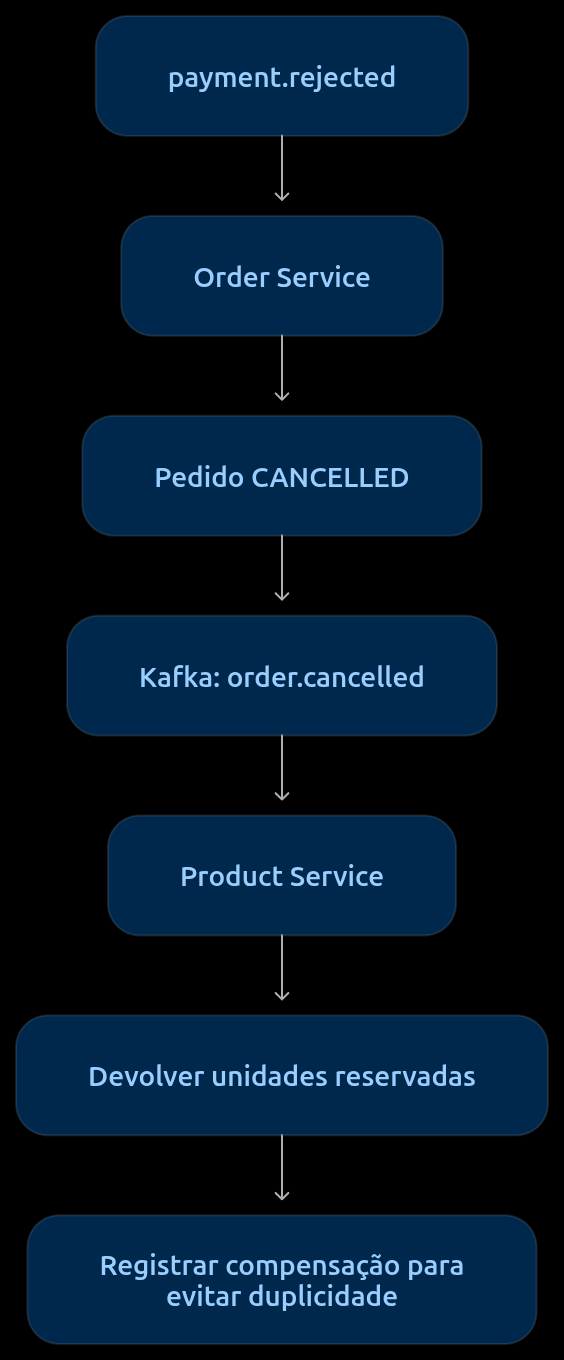 payment.rejected
Order Service
Pedido CANCELLED
Kafka: order.cancelled
Product Service
Devolver unidades reservadas
Registrar compensação para
evitar duplicidade